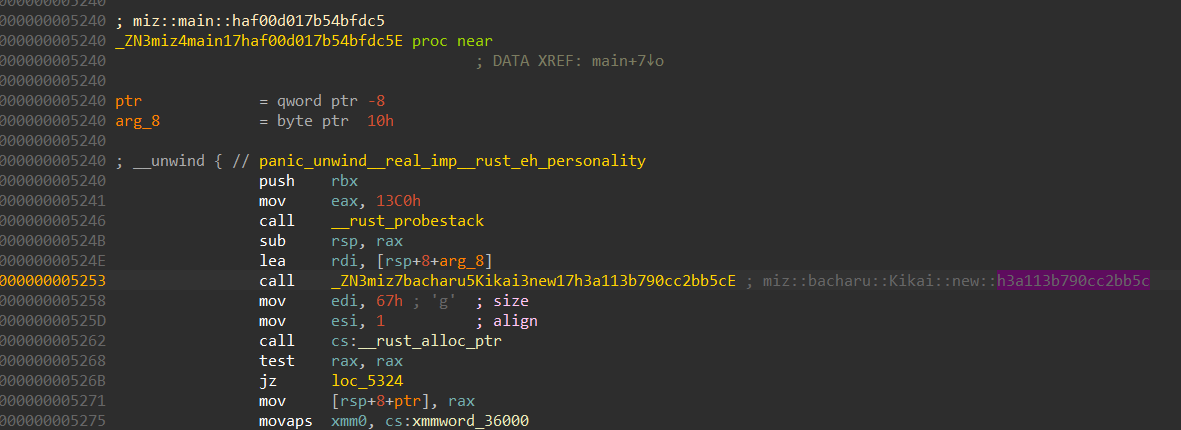 000000005240
000000005240 ; miz::main::haf00d017b54bfdc5
000000005240 _ZN3miz4main17haf00d017b54bfdc5E proc near
000000005240 ; DATA XREF: main+7↓o
000000005240
000000005240 ptr = qword ptr -8
000000005240 arg_8 = byte ptr 10h
000000005240
000000005240 ; __unwind { // panic_unwind__real_imp__rust_eh_personality
000000005240 push rbx
000000005241 mov eax, 13C0h
000000005246 call __rust_probestack
00000000524B sub rsp, rax
00000000524E lea rdi, [rsp+8+arg_8]
000000005253 call _ZN3miz7bacharu5Kikai3new17h3a113b790cc2bb5cE ; miz::bacharu::Kikai::new::h3a113b790cc2bb5c
000000005258 mov edi, 67h ; 'g' ; size
00000000525D mov esi, 1 ; align
000000005262 call cs:__rust_alloc_ptr
000000005268 test rax, rax
00000000526B jz loc_5324
000000005271 mov [rsp+8+ptr], rax
000000005275 movaps xmm0, cs:xmmword_36000